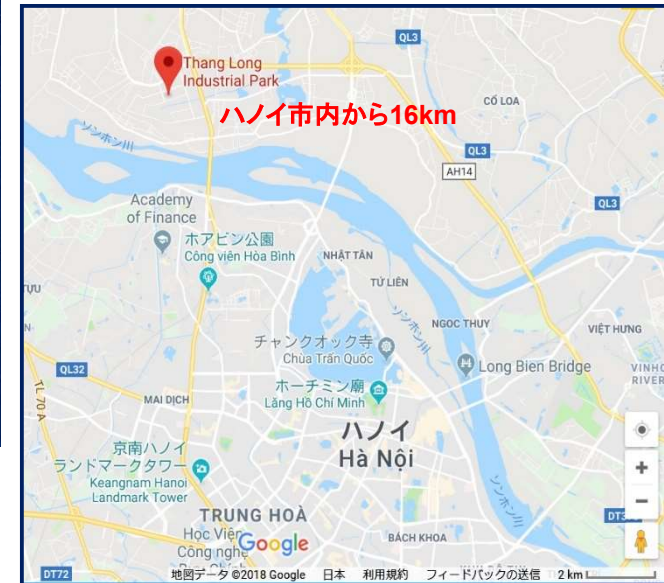 QL3
Thang Long
Industrial Park
ハノイ市内から16km
CỔ LOA
ソンホン川
QL3
AH14
QL3
Academy
of Finance
ホアビン公園
Công viên Hòa Bình
NHẬT TÂN
TỨ LIÊN
ソンホン川
NGOC THUY
VIỆT HƯNG
チャンクオック寺
Chùa Trấn Quốc
Long Bien Bridge
VINHO
RIVER
QL32
TL 70 A
MAI DỊCH
ホーチミン廟
Lăng Hồ Chí Minh
ハノイ
Hà Nội
京南ハノイ
ランドマークタワー
Keangnam Hanoi
Landmark Tower
ソンホン川
TRUNG HOÀ
Học Viện
Công nghệ
Google
BÁCH KHOA
DT72
地図データ ©2018 Google 日本 利用規約 フィードバックの送信 2 km